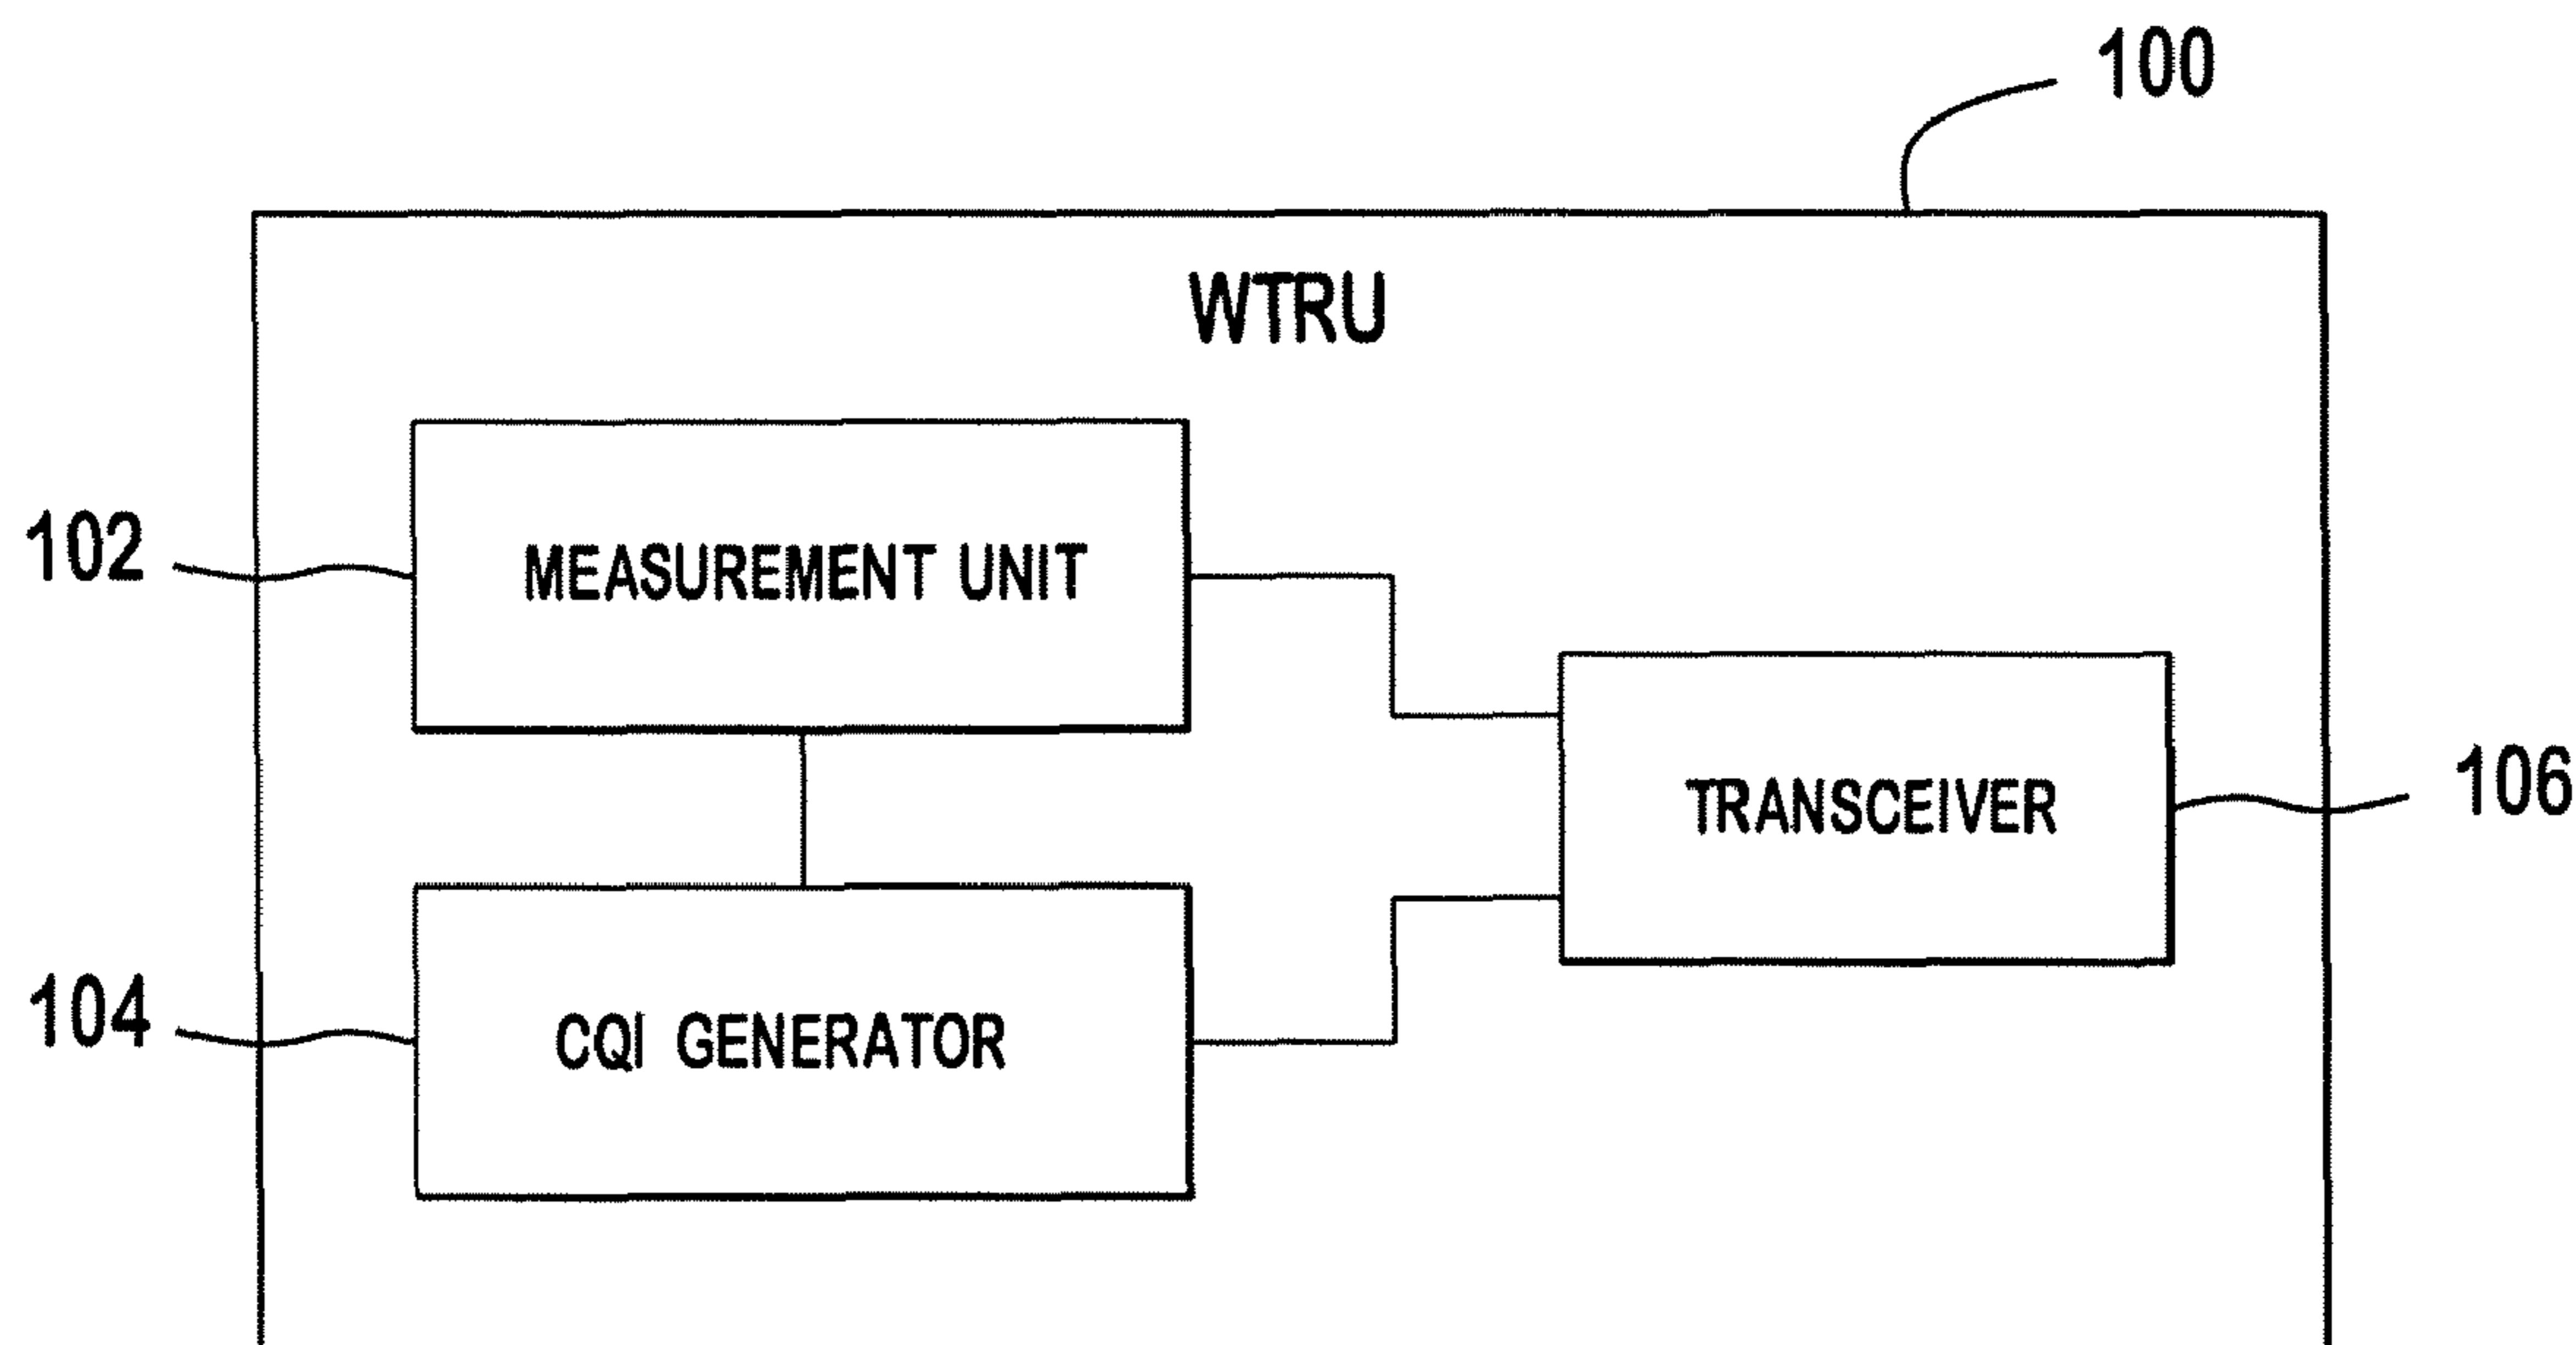 100
WTRU
102
MEASUREMENT UNIT
TRANSCEIVER
106
104
CQI GENERATOR